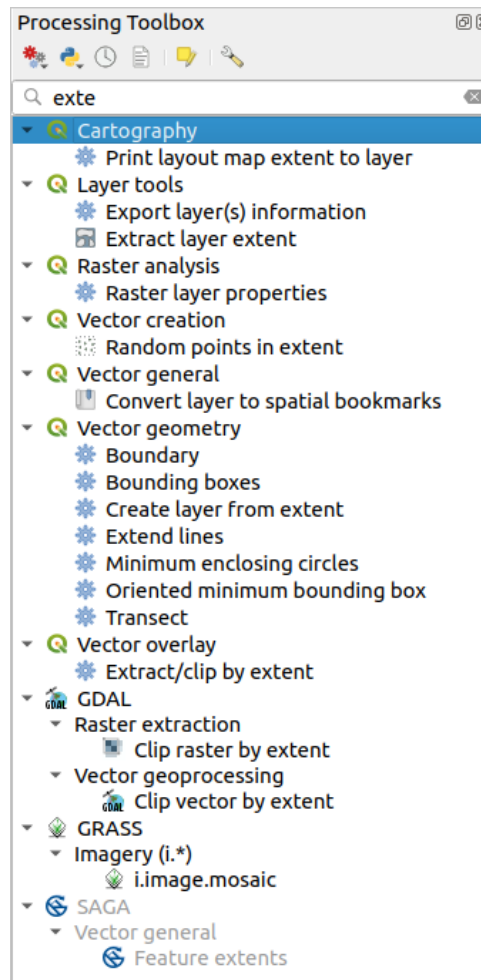 Processing Toolbox
exte
Cartography
Print layout map extent to layer
Layer tools
Export layer(s) information
Extract layer extent
Raster analysis
Raster layer properties
Vector creation
Random points in extent
Vector general
Convert layer to spatial bookmarks
Vector geometry
Boundary
Bounding boxes
Create layer from extent
Extend lines
Minimum enclosing circles
Oriented minimum bounding box
Transect
Vector overlay
Extract/clip by extent
GDAL
Raster extraction
Clip raster by extent
Vector geoprocessing
GDAL Clip vector by extent
GRASS
Imagery (i.*)
i.image.mosaic
SAGA
Vector general
Feature extents